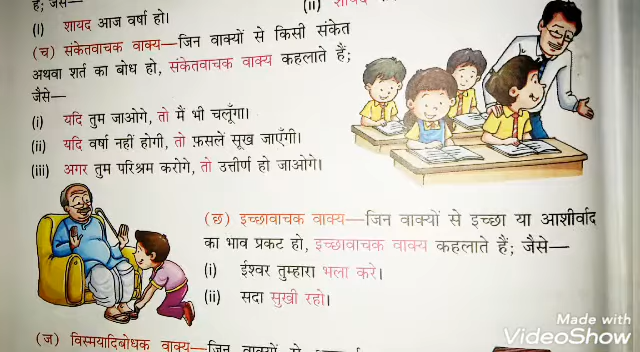 हैं; जैसे—
(i) शायद आज वर्षा हो।
(ii) शायद
(च) संकेतवाचक वाक्य—जिन वाक्यों से किसी संकेत
अथवा शर्त का बोध हो, संकेतवाचक वाक्य कहलाते हैं;
जैसे—
(i) यदि तुम जाओगे, तो मैं भी चलूँगा।
(ii) यदि वर्षा नहीं होगी, तो फ़सलें सूख जाएँगी।
(iii) अगर तुम परिश्रम करोगे, तो उत्तीर्ण हो जाओगे।
(छ) इच्छावाचक वाक्य—जिन वाक्यों से इच्छा या आशीर्वाद
का भाव प्रकट हो, इच्छावाचक वाक्य कहलाते हैं; जैसे—
(i) ईश्वर तुम्हारा भला करे।
(ii) सदा सुखी रहो।
(ज) विस्मयादिबोधक वाक्य—जिन वाक्यों से
Made with
VideoShow